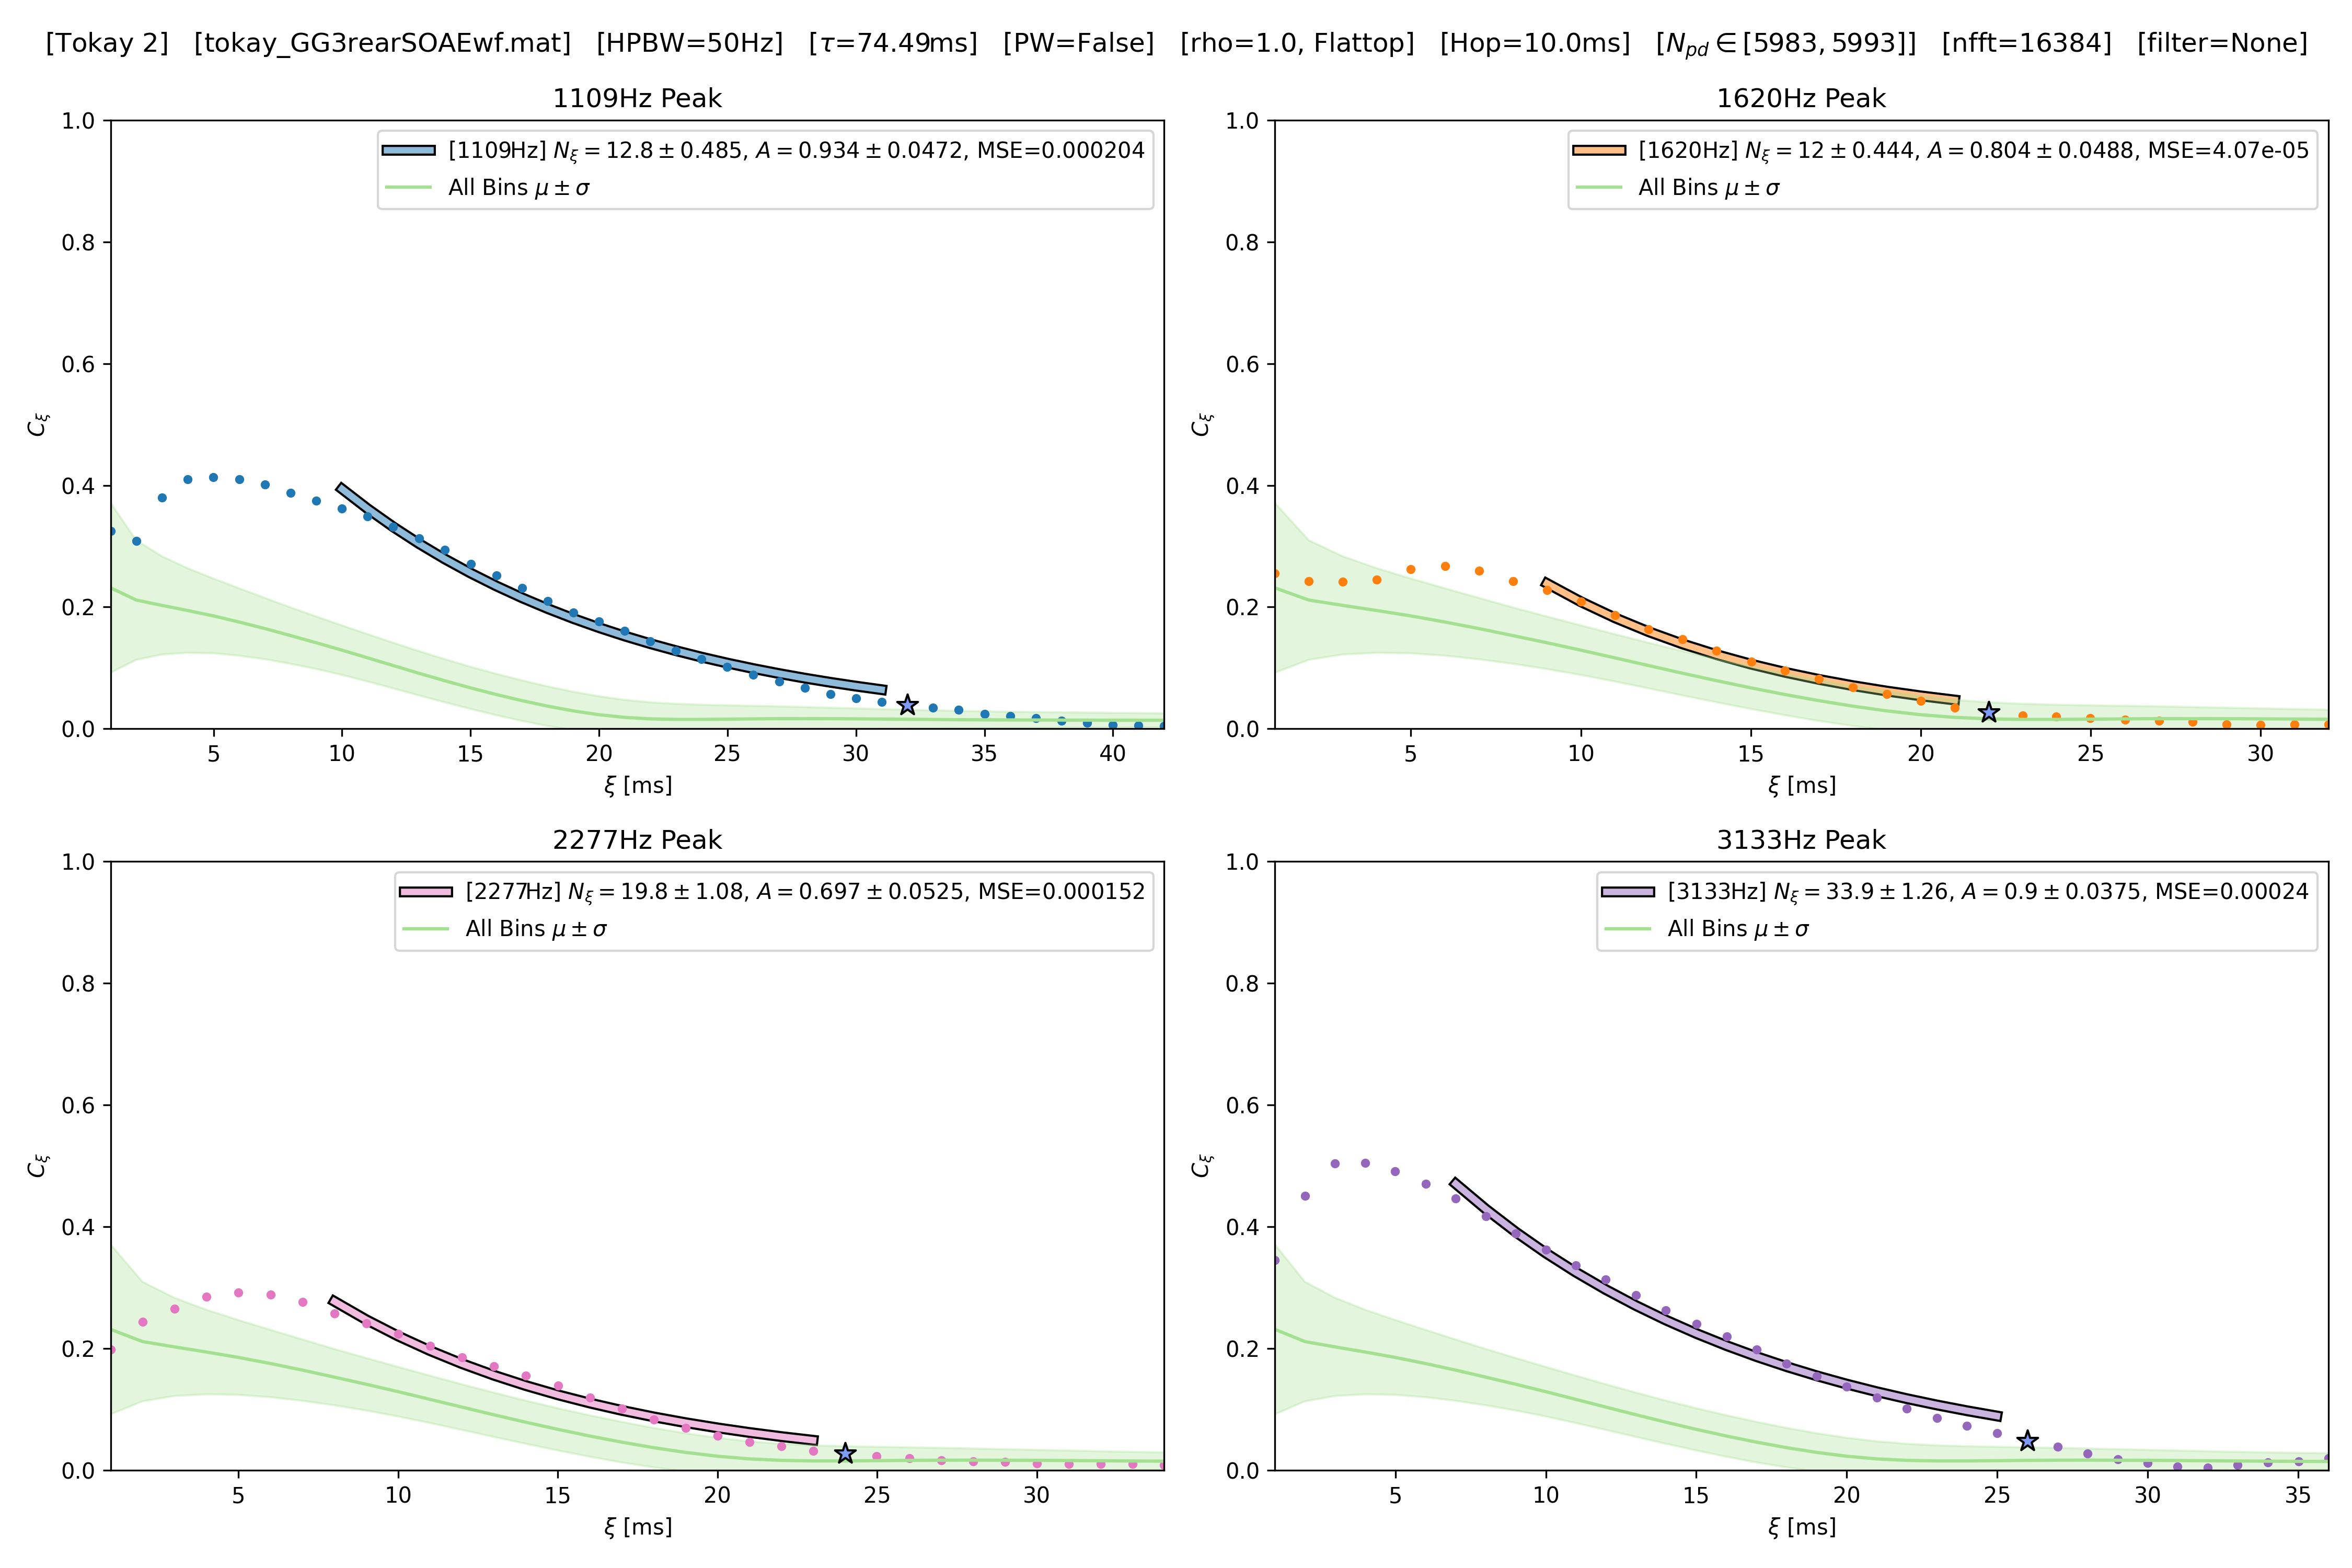 [Tokay 2] [tokay_GG3rearSOAEwf.mat] [HPBW=50Hz] [τ=74.49ms] [PW=False] [rho=1.0, Flattop] [Hop=10.0ms] [N_pd ∈ [5983, 5993]] [nfft=16384] [filter=None]
1109Hz Peak
[1109Hz] N_ξ = 12.8 ± 0.485, A = 0.934 ± 0.0472, MSE=0.000204
All Bins μ ± σ
1.0
0.8
0.6
0.4
0.2
0.0
C_ξ
5 10 15 20 25 30 35 40
ξ [ms]
1620Hz Peak
[1620Hz] N_ξ = 12 ± 0.444, A = 0.804 ± 0.0488, MSE=4.07e-05
All Bins μ ± σ
1.0
0.8
0.6
0.4
0.2
0.0
C_ξ
5 10 15 20 25 30
ξ [ms]
2277Hz Peak
[2277Hz] N_ξ = 19.8 ± 1.08, A = 0.697 ± 0.0525, MSE=0.000152
All Bins μ ± σ
1.0
0.8
0.6
0.4
0.2
0.0
C_ξ
5 10 15 20 25 30
ξ [ms]
3133Hz Peak
[3133Hz] N_ξ = 33.9 ± 1.26, A = 0.9 ± 0.0375, MSE=0.00024
All Bins μ ± σ
1.0
0.8
0.6
0.4
0.2
0.0
C_ξ
5 10 15 20 25 30 35
ξ [ms]